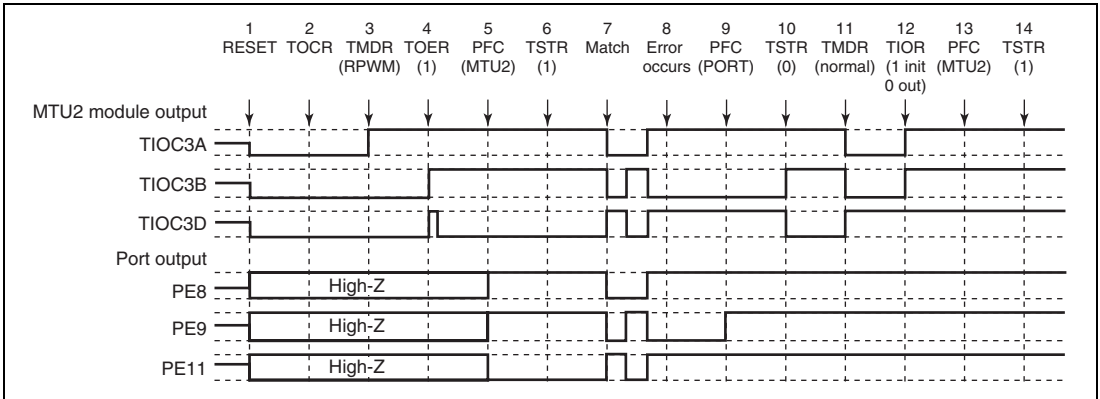 1 2 3 4 5 6 7 8 9 10 11 12 13 14
RESET TOCR TMDR TOER PFC TSTR Match Error PFC TSTR TMDR TIOR PFC TSTR
(RPWM) (1) (MTU2) (1) occurs (PORT) (0) (normal) (1 init (MTU2) (1)
0 out)
MTU2 module output
TIOC3A
TIOC3B
TIOC3D
Port output
PE8 High-Z
PE9 High-Z
PE11 High-Z